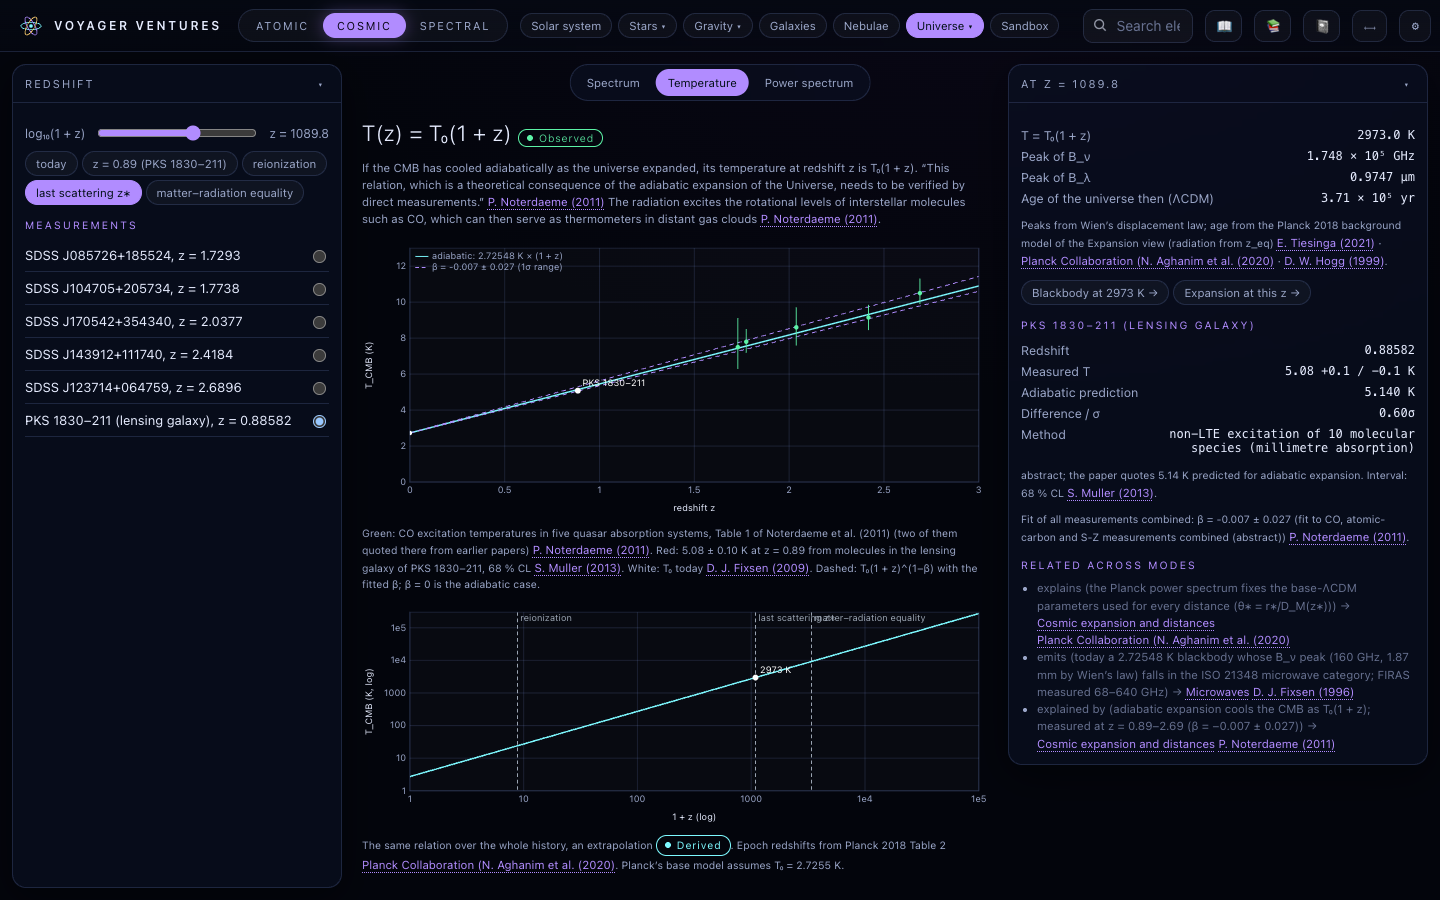 VOYAGER VENTURES
ATOMIC COSMIC SPECTRAL
Solar system Stars ▾ Gravity ▾ Galaxies Nebulae Universe ▾ Sandbox
Search ele
REDSHIFT ▾
log₁₀(1 + z) z = 1089.8
today z = 0.89 (PKS 1830−211) reionization
last scattering z∗ matter–radiation equality
MEASUREMENTS
SDSS J085726+185524, z = 1.7293
SDSS J104705+205734, z = 1.7738
SDSS J170542+354340, z = 2.0377
SDSS J143912+111740, z = 2.4184
SDSS J123714+064759, z = 2.6896
PKS 1830−211 (lensing galaxy), z = 0.88582
Spectrum Temperature Power spectrum
T(z) = T₀(1 + z) Observed
If the CMB has cooled adiabatically as the universe expanded, its temperature at redshift z is T₀(1 + z). “This
relation, which is a theoretical consequence of the adiabatic expansion of the Universe, needs to be verified by
direct measurements.” P. Noterdaeme (2011) The radiation excites the rotational levels of interstellar molecules
such as CO, which can then serve as thermometers in distant gas clouds P. Noterdaeme (2011).
adiabatic: 2.72548 K × (1 + z)
β = -0.007 ± 0.027 (1σ range)
12
10
8
6
4
2
0
T_CMB (K)
PKS 1830−211
0 0.5 1 1.5 2 2.5 3
redshift z
Green: CO excitation temperatures in five quasar absorption systems, Table 1 of Noterdaeme et al. (2011) (two of them
quoted there from earlier papers) P. Noterdaeme (2011). Red: 5.08 ± 0.10 K at z = 0.89 from molecules in the lensing
galaxy of PKS 1830−211, 68 % CL S. Muller (2013). White: T₀ today D. J. Fixsen (2009). Dashed: T₀(1 + z)^(1−β) with the
fitted β; β = 0 is the adiabatic case.
reionization last scattering z∗ matter–radiation equality
1e5
1e4
1000
100
10
1
T_CMB (K, log)
2973 K
1 10 100 1000 1e4 1e5
1 + z (log)
The same relation over the whole history, an extrapolation Derived . Epoch redshifts from Planck 2018 Table 2
Planck Collaboration (N. Aghanim et al. (2020). Planck’s base model assumes T₀ = 2.7255 K.
AT Z = 1089.8 ▾
T = T₀(1 + z) 2973.0 K
Peak of B_ν 1.748 × 10⁵ GHz
Peak of B_λ 0.9747 μm
Age of the universe then (ΛCDM) 3.71 × 10⁵ yr
Peaks from Wien’s displacement law; age from the Planck 2018 background
model of the Expansion view (radiation from z_eq) E. Tiesinga (2021) ·
Planck Collaboration (N. Aghanim et al. (2020) · D. W. Hogg (1999).
Blackbody at 2973 K → Expansion at this z →
PKS 1830−211 (LENSING GALAXY)
Redshift 0.88582
Measured T 5.08 +0.1 / −0.1 K
Adiabatic prediction 5.140 K
Difference / σ 0.60σ
Method non-LTE excitation of 10 molecular
species (millimetre absorption)
abstract; the paper quotes 5.14 K predicted for adiabatic expansion. Interval:
68 % CL S. Muller (2013).
Fit of all measurements combined: β = -0.007 ± 0.027 (fit to CO, atomic-
carbon and S-Z measurements combined (abstract)) P. Noterdaeme (2011).
RELATED ACROSS MODES
• explains (the Planck power spectrum fixes the base-ΛCDM
parameters used for every distance (θ∗ = r∗/D_M(z∗))) →
Cosmic expansion and distances
Planck Collaboration (N. Aghanim et al. (2020)
• emits (today a 2.72548 K blackbody whose B_ν peak (160 GHz, 1.87
mm by Wien’s law) falls in the ISO 21348 microwave category; FIRAS
measured 68–640 GHz) → Microwaves D. J. Fixsen (1996)
• explained by (adiabatic expansion cools the CMB as T₀(1 + z);
measured at z = 0.89–2.69 (β = −0.007 ± 0.027)) →
Cosmic expansion and distances P. Noterdaeme (2011)